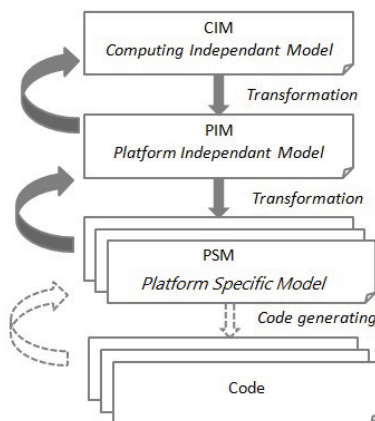 CIM
Computing Independant Model
Transformation
PIM
Platform Independant Model
Transformation
PSM
Platform Specific Model
Code generating
Code